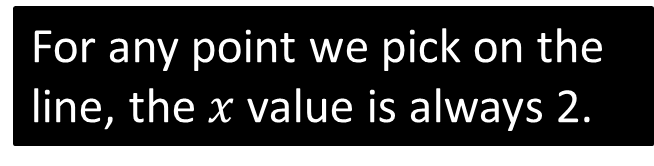 For any point we pick on the
line, the 𝑥 value is always 2.